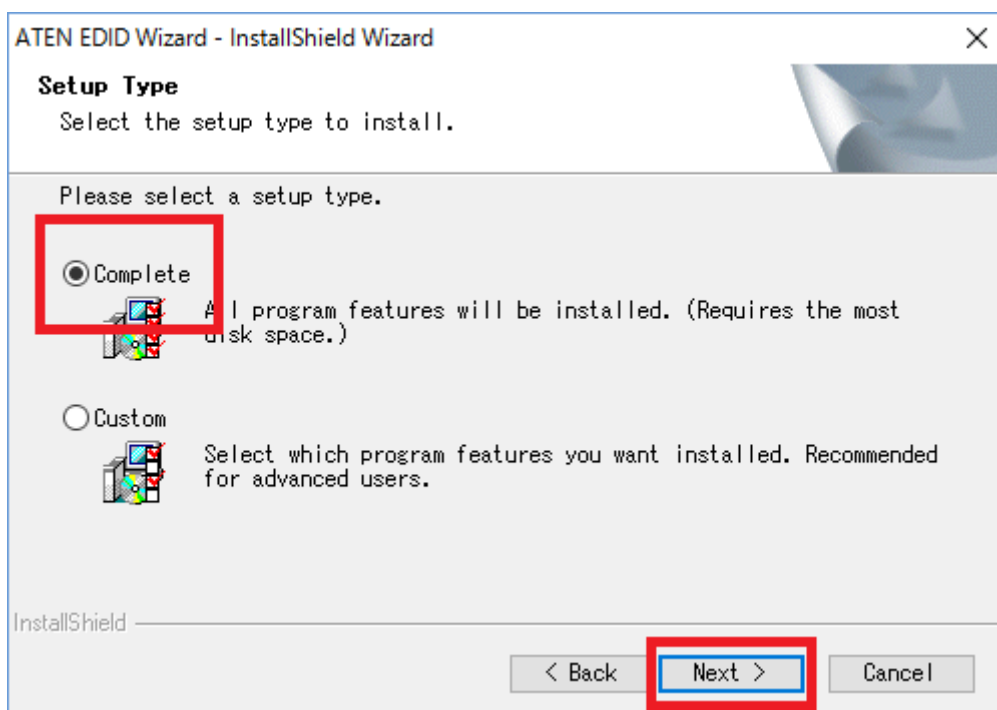 ATEN EDID Wizard - InstallShield Wizard
Setup Type
Select the setup type to install.
Please select a setup type.
Complete
All program features will be installed. (Requires the most
disk space.)
Custom
Select which program features you want installed. Recommended
for advanced users.
InstallShield
< Back
Next >
Cancel